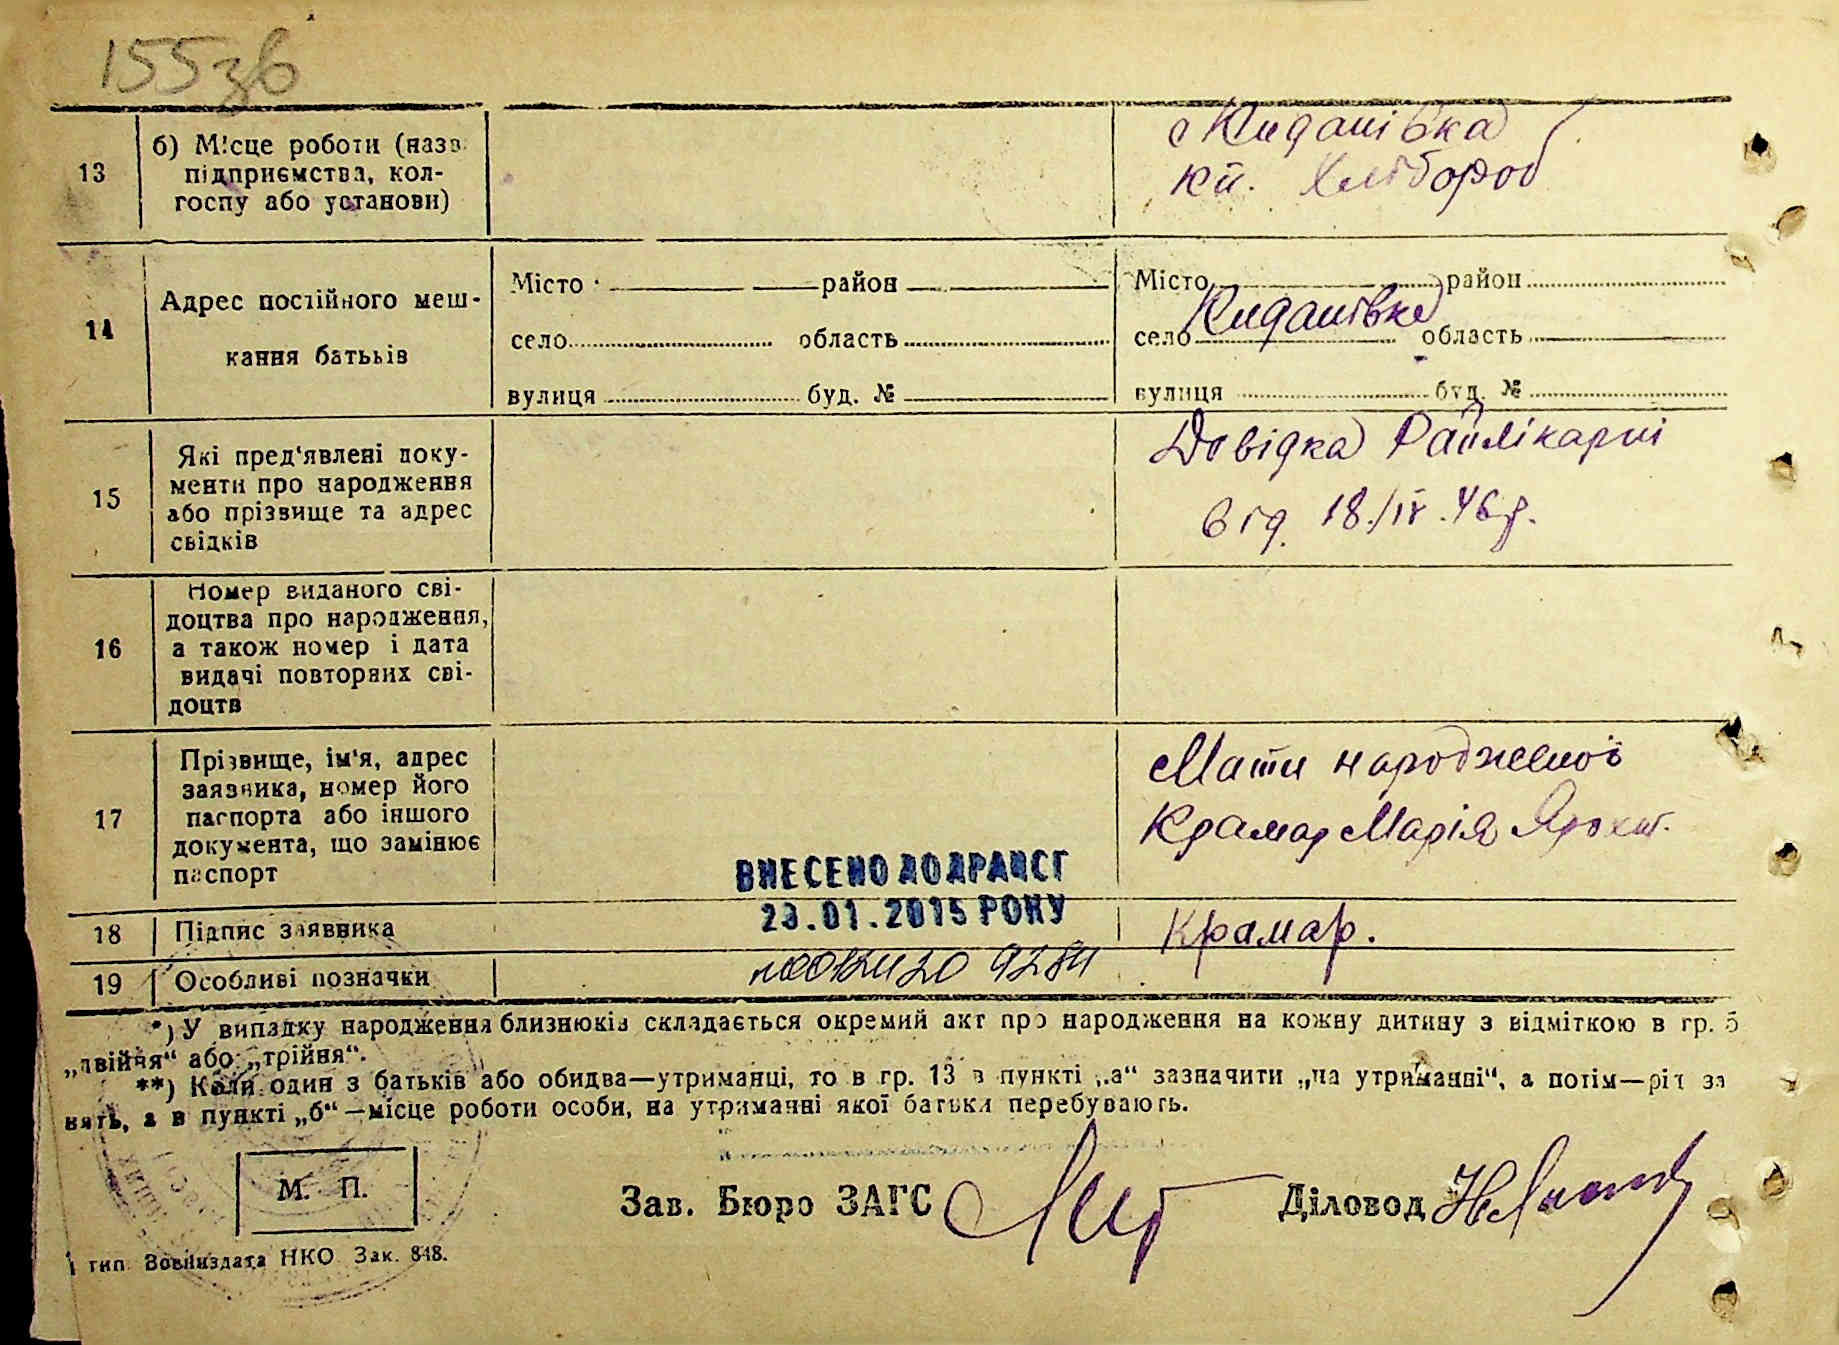 155зв
13
б) Місце роботи (назв.
підприємства, кол-
госпу або установи)
с Кидашівка
кп. Хлібороб
14
Адрес постійного меш-
кання батьків
Місто район
село область
вулиця буд. №
Місто район
село Кидашівка область
вулиця буд. №
15
Які пред'явлені доку-
менти про народження
або прізвище та адрес
свідків
Довідка Райлікарні
від 18/IV.46р.
16
Номер виданого сві-
доцтва про народження,
а також номер і дата
видачі повторних сві-
доцтв
17
Прізвище, ім'я, адрес
заявника, номер його
паспорта або іншого
документа, що замінює
паспорт
Мати народженої
Крамар Марія
ВНЕСЕНО ДО ДРАЦСГ
23.01.2015 РОКУ
18 Підпис заявника
Крамар.
19 Особливі позначки
9284
*) У випадку народження близнюків складається окремий акт про народження на кожну дитину з відміткою в гр. 5
„двійня“ або „трійня“.
**) Коли один з батьків або обидва—утриманці, то в гр. 13 в пункті „а“ зазначити „на утриманні“, а потім—рід за
нять, а в пункті „б“—місце роботи особи, на утриманні якої батьки перебувають.
М. П.
Зав. Бюро ЗАГС
Діловод
1 тип. Воениздата НКО Зак. 848.